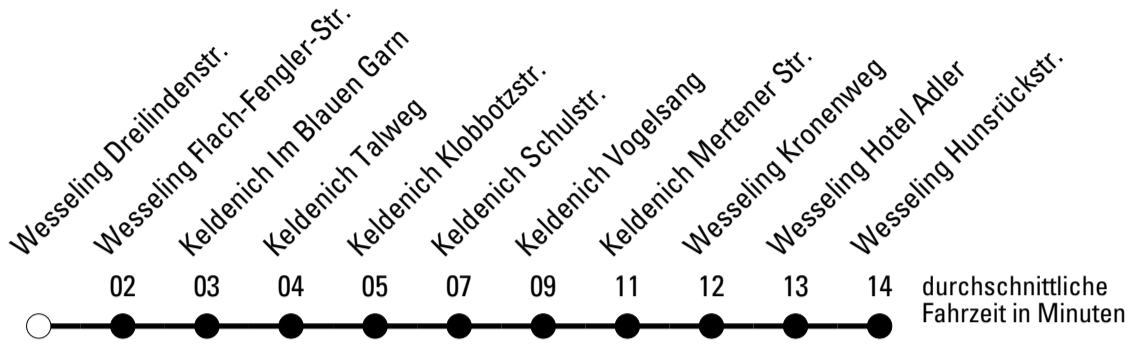 Wesseling Dreilindenstr.
Wesseling Flach-Fengler-Str.
Keldenich Im Blauen Garn
Keldenich Talweg
Keldenich Klobbotzstr.
Keldenich Schulstr.
Keldenich Vogelsang
Keldenich Mertener Str.
Wesseling Kronenweg
Wesseling Hotel Adler
Wesseling Hunsrückstr.
02 03 04 05 07 09 11 12 13 14
durchschnittliche
Fahrzeit in Minuten